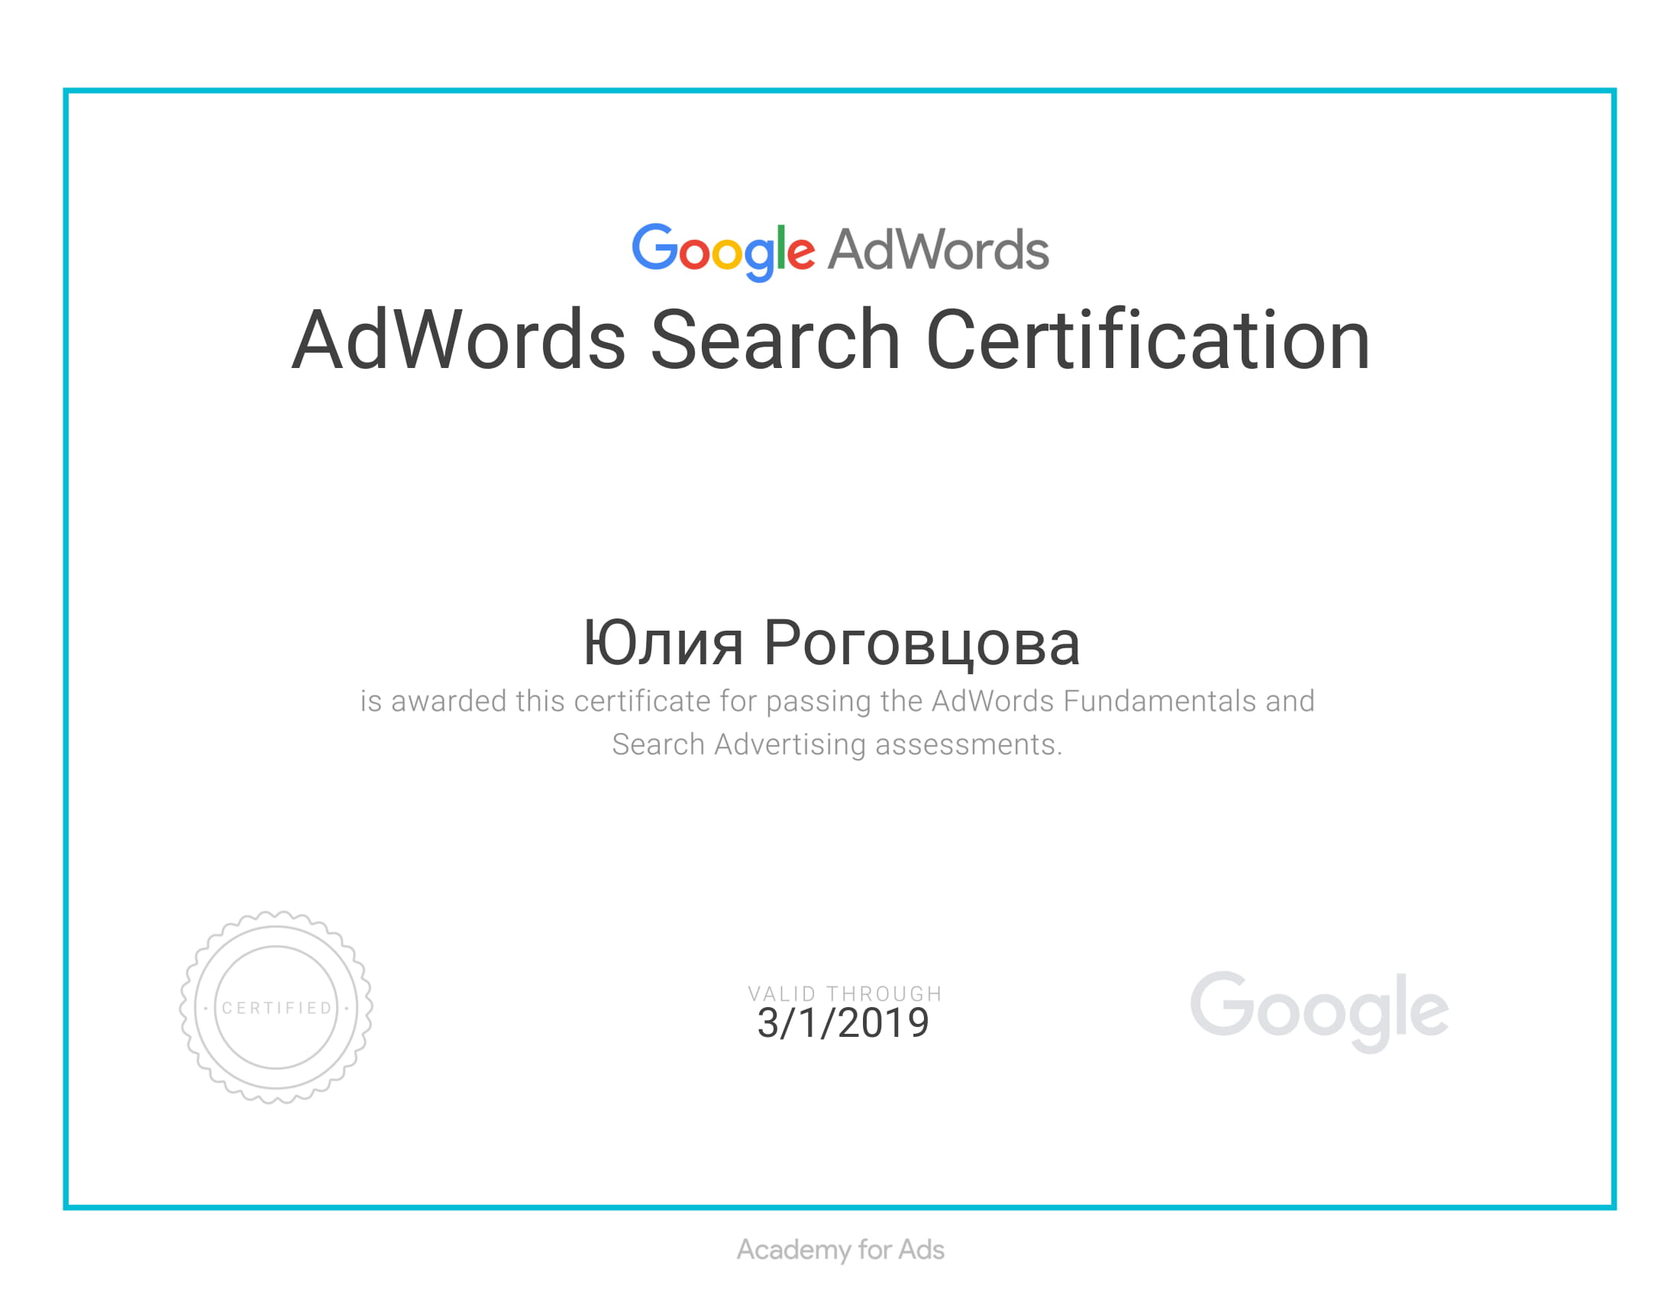 Google AdWords
AdWords Search Certification
Юлия Роговцова
is awarded this certificate for passing the AdWords Fundamentals and
Search Advertising assessments.
· CERTIFIED ·
VALID THROUGH
3/1/2019
Google
Academy for Ads